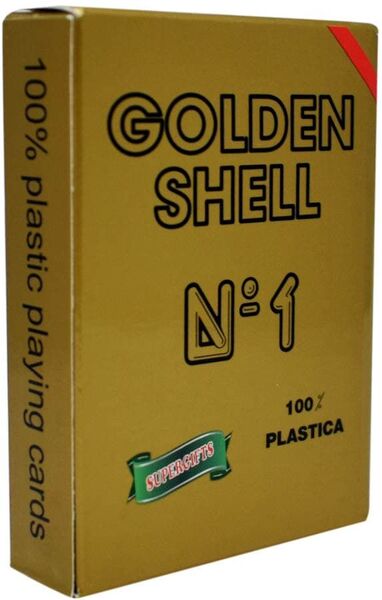 100% plastic playing cards
GOLDEN
SHELL
Nº1
100%
PLASTICA
SUPERGIFTS